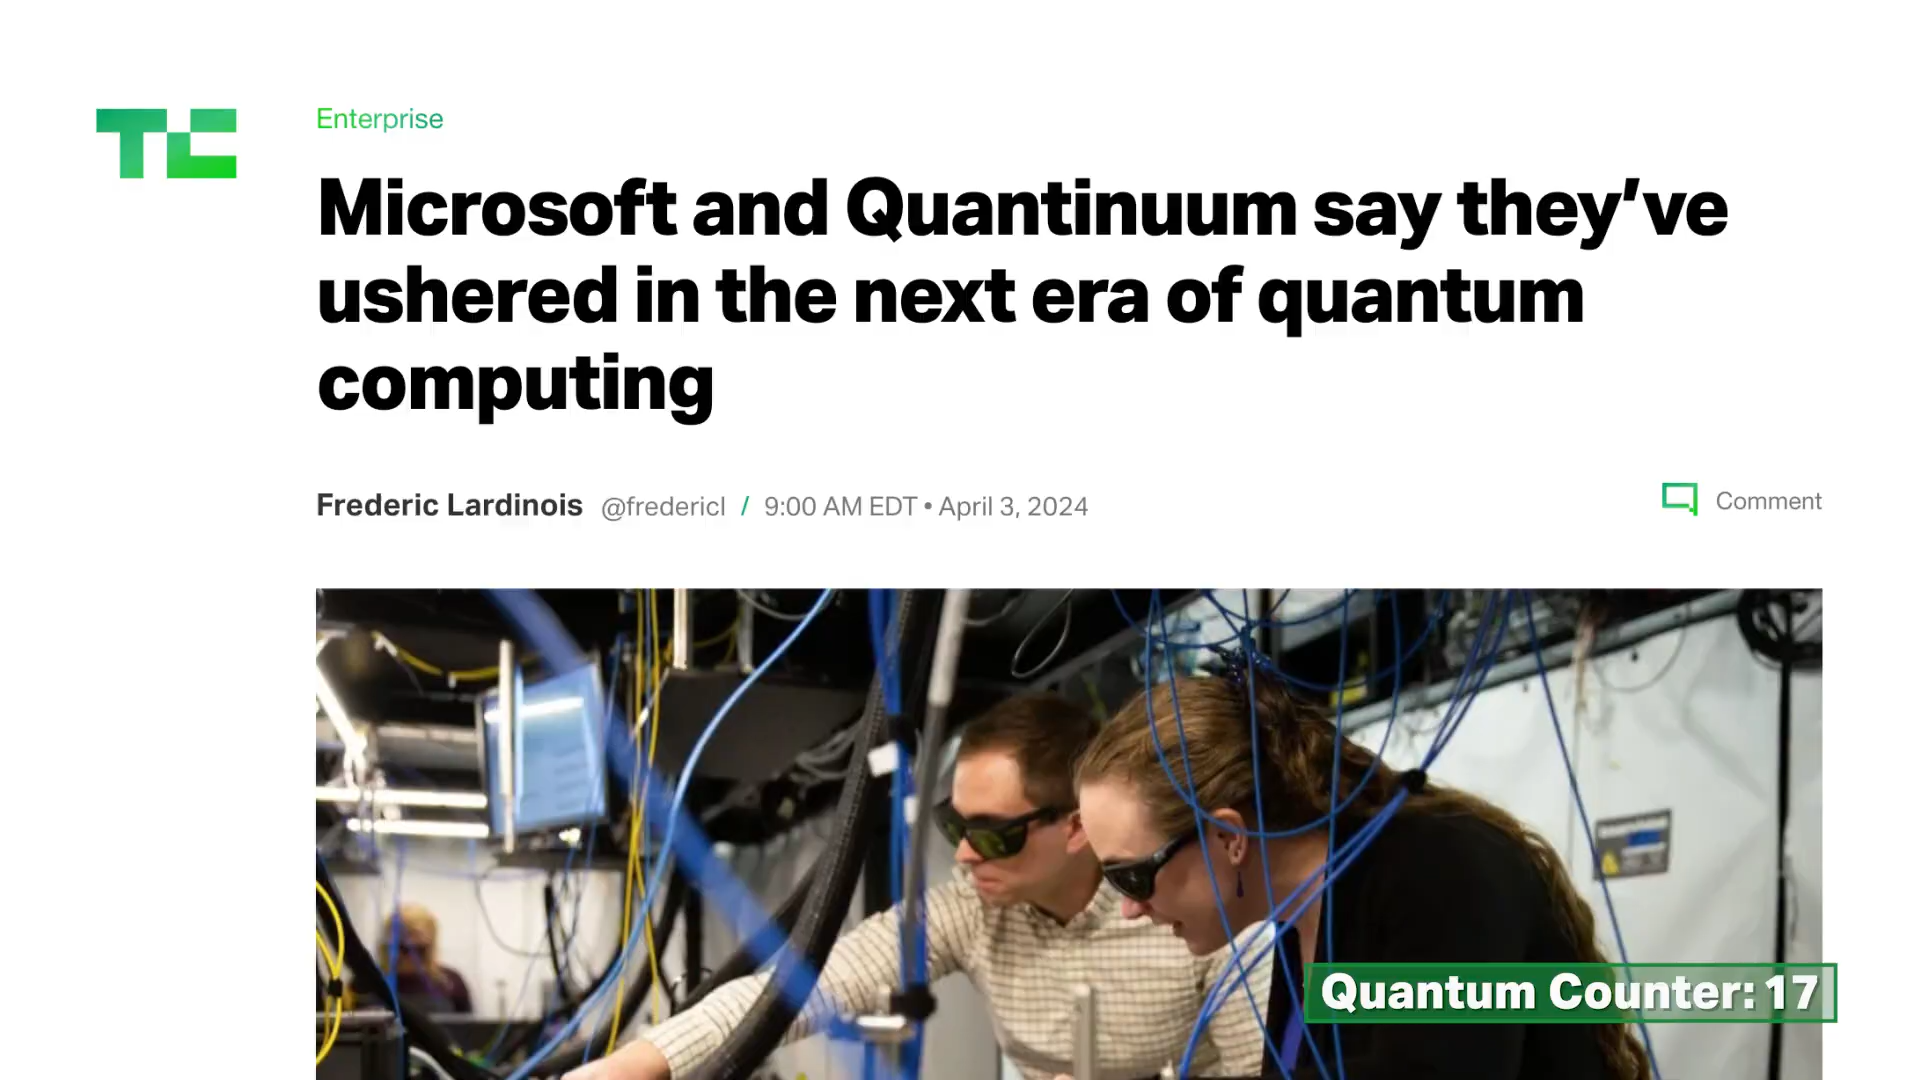 TC
Enterprise
Microsoft and Quantinuum say they’ve
ushered in the next era of quantum
computing
Frederic Lardinois @fredericl / 9:00 AM EDT • April 3, 2024
Comment
Quantum Counter: 17